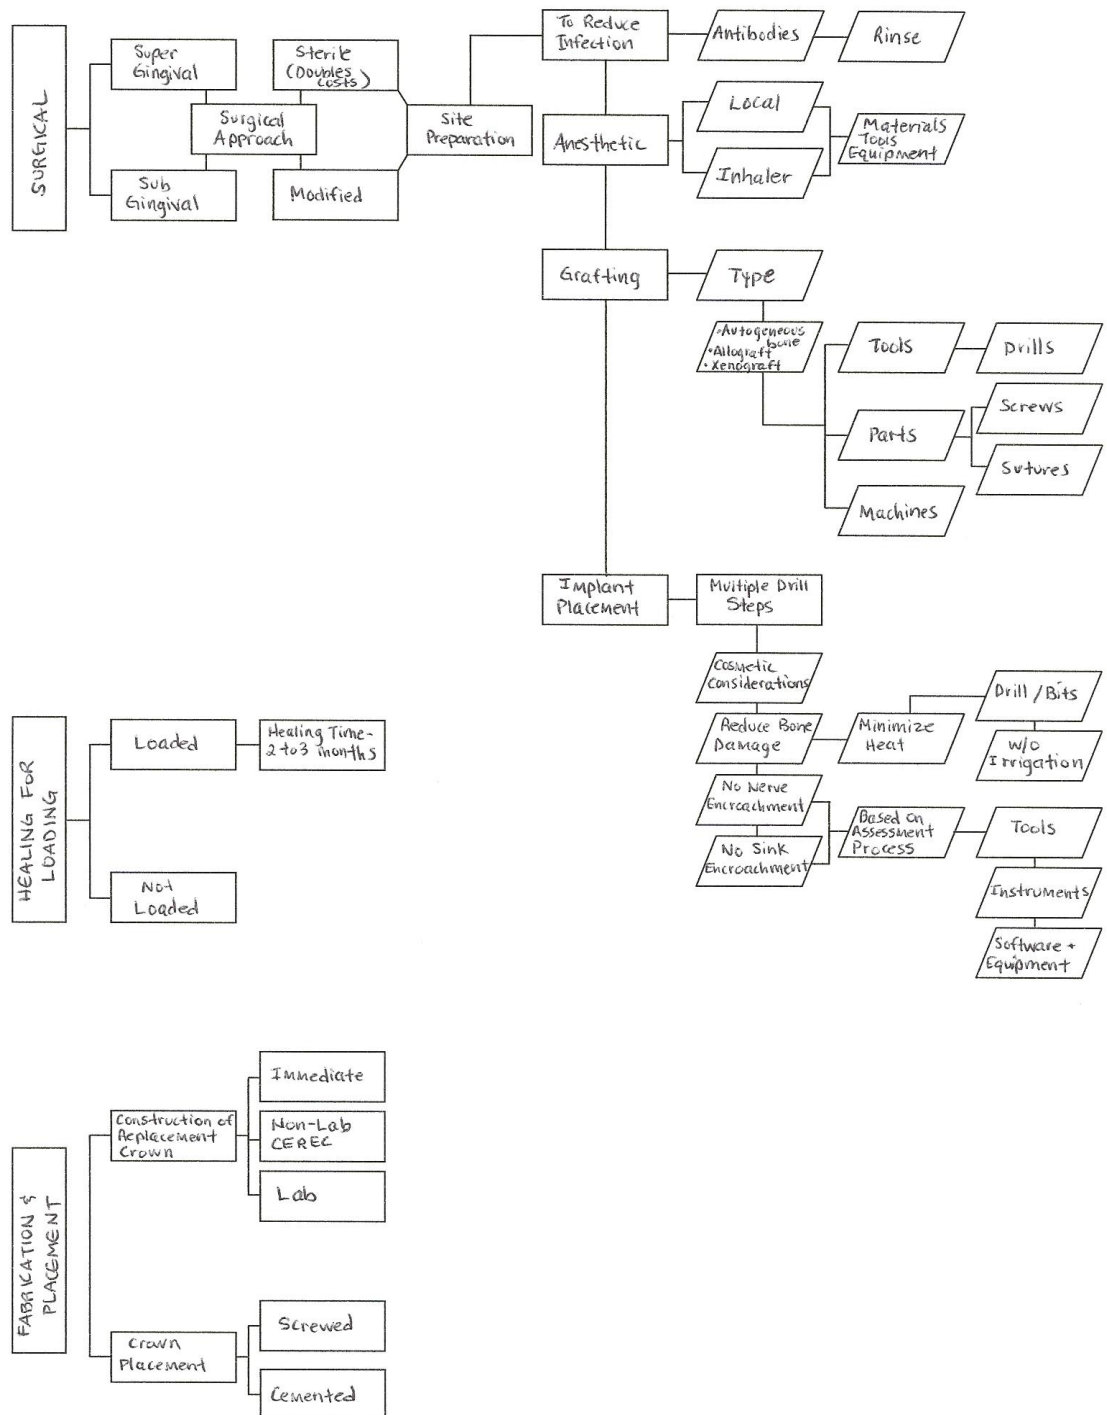 SURGICAL
Super
Gingival
Sub
Gingival
Surgical
Approach
Sterile
(Doubles
costs)
Modified
Site
Preparation
To Reduce
Infection
Antibodies
Rinse
Anesthetic
Local
Inhaler
Materials
Tools
Equipment
Grafting
Type
•Autogeneous
bone
•Allograft
•Xenograft
Tools
Drills
Parts
Screws
Sutures
Machines
Implant
Placement
Multiple Drill
Steps
Cosmetic
Considerations
Reduce Bone
Damage
Minimize
Heat
Drill/Bits
W/O
Irrigation
No Nerve
Encroachment
No Sink
Encroachment
Based on
Assessment
Process
Tools
Instruments
Software +
Equipment
HEALING FOR
LOADING
Loaded
Healing Time-
2 to 3 months
Not
Loaded
FABRICATION &
PLACEMENT
Construction of
Replacement
Crown
Immediate
Non-Lab
CEREC
Lab
Crown
Placement
Screwed
Cemented